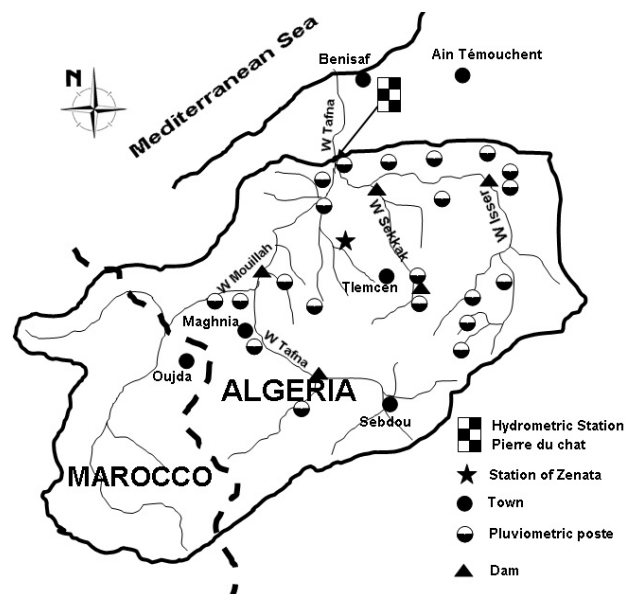 Mediterranean Sea
N
Benisaf
Ain Témouchent
W Tafna
W Isser
W Sekkak
W Mouillah
Tlemcen
Maghnia
W Tafna
Oujda
ALGERIA
Sebdou
MAROCCO
Hydrometric Station
Pierre du chat
Station of Zenata
Town
Pluviometric poste
Dam